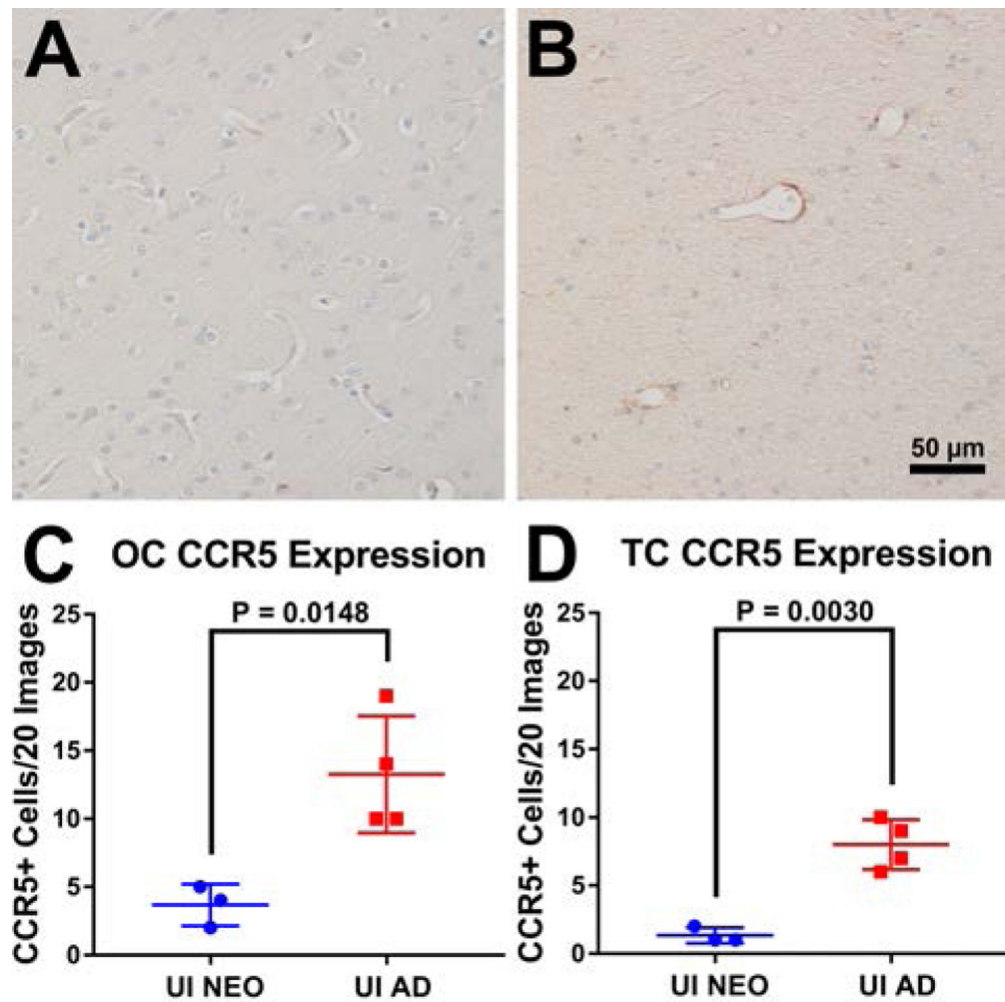 A
B
50 µm
C OC CCR5 Expression
CCR5+ Cells/20 Images
25
20
15
10
5
0
P = 0.0148
UI NEO UI AD
D TC CCR5 Expression
CCR5+ Cells/20 Images
25
20
15
10
5
0
P = 0.0030
UI NEO UI AD